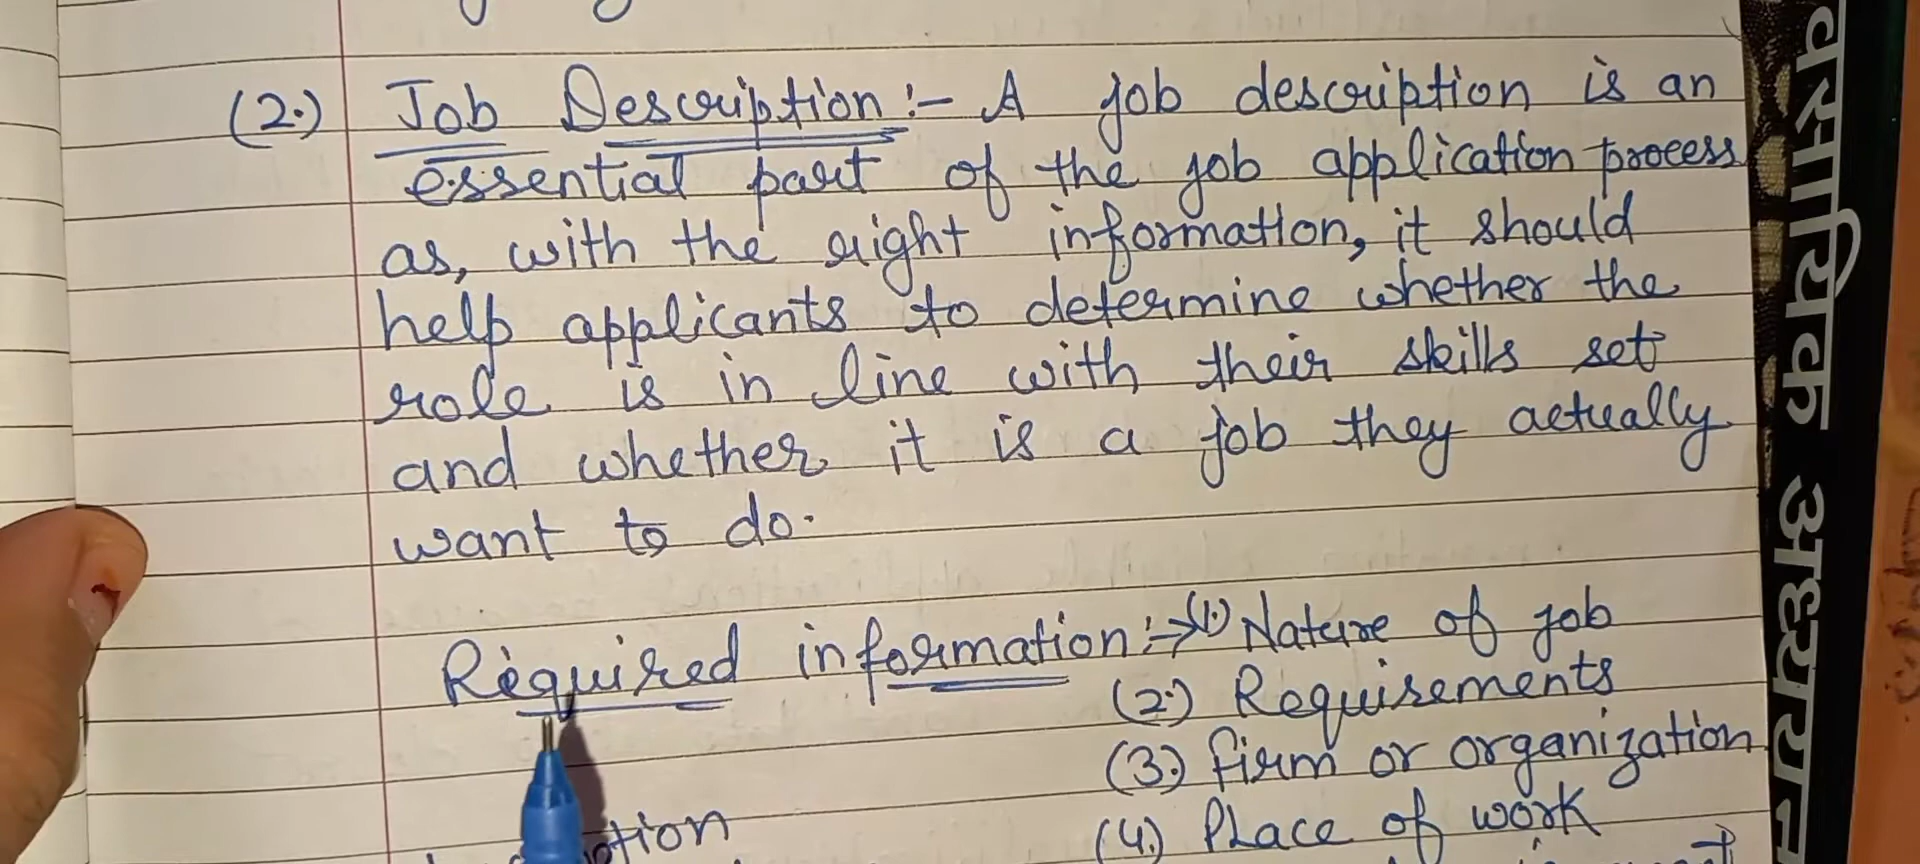 (2.) Job Description :- A job description is an
essential part of the job application process
as, with the right information, it should
help applicants to determine whether the
role is in line with their skills set
and whether it is a job they actually
want to do.
Required information :-> (1.) Nature of job
(2.) Requirements
(3.) firm or organization
(4.) Place of work
वसायिक अध्ययन